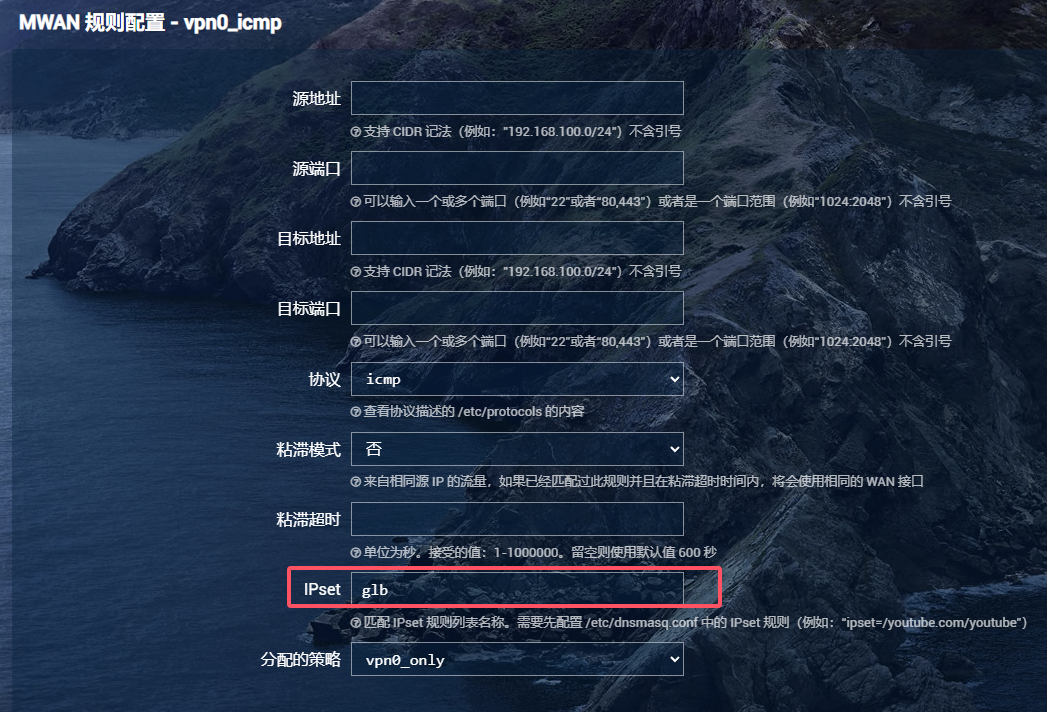 MWAN 规则配置 - vpn0_icmp
源地址
支持 CIDR 记法（例如："192.168.100.0/24"）不含引号
源端口
可以输入一个或多个端口（例如"22"或者"80,443"）或者是一个端口范围（例如"1024:2048"）不含引号
目标地址
支持 CIDR 记法（例如："192.168.100.0/24"）不含引号
目标端口
可以输入一个或多个端口（例如"22"或者"80,443"）或者是一个端口范围（例如"1024:2048"）不含引号
协议 icmp
查看协议描述的 /etc/protocols 的内容
粘滞模式 否
来自相同源 IP 的流量，如果已经匹配过此规则并且在粘滞超时时间内，将会使用相同的 WAN 接口
粘滞超时
单位为秒。接受的值：1-1000000。留空则使用默认值 600 秒
IPset glb
匹配 IPset 规则列表名称。需要先配置 /etc/dnsmasq.conf 中的 IPset 规则（例如："ipset=/youtube.com/youtube"）
分配的策略 vpn0_only